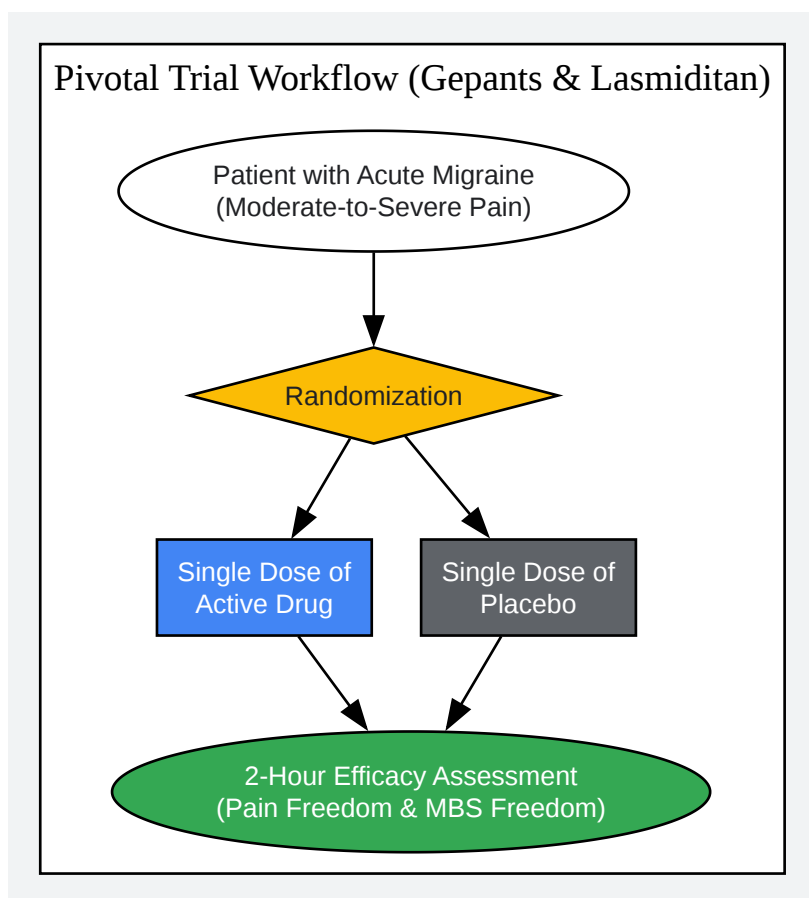 Pivotal Trial Workflow (Gepants & Lasmiditan)
Patient with Acute Migraine
(Moderate-to-Severe Pain)
Randomization
Single Dose of
Active Drug
Single Dose of
Placebo
2-Hour Efficacy Assessment
(Pain Freedom & MBS Freedom)